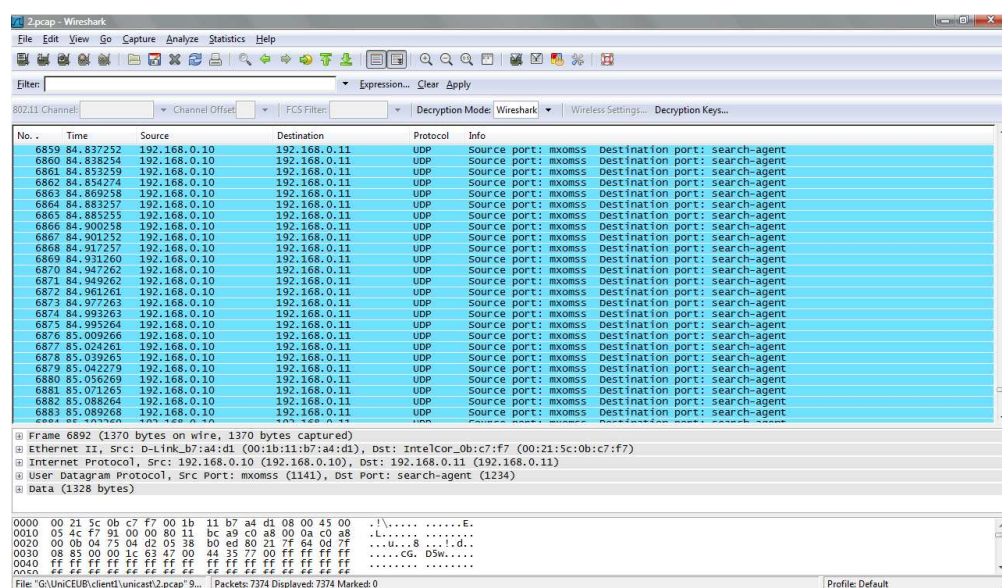 2.pcap - Wireshark
File Edit View Go Capture Analyze Statistics Help
Filter: Expression... Clear Apply
802.11 Channel: Channel Offset: FCS Filter: Decryption Mode: Wireshark Wireless Settings... Decryption Keys...
No. . Time Source Destination Protocol Info
6859 84.837252 192.168.0.10 192.168.0.11 UDP Source port: mxomss Destination port: search-agent
6860 84.838254 192.168.0.10 192.168.0.11 UDP Source port: mxomss Destination port: search-agent
6861 84.853259 192.168.0.10 192.168.0.11 UDP Source port: mxomss Destination port: search-agent
6862 84.854274 192.168.0.10 192.168.0.11 UDP Source port: mxomss Destination port: search-agent
6863 84.869258 192.168.0.10 192.168.0.11 UDP Source port: mxomss Destination port: search-agent
6864 84.883257 192.168.0.10 192.168.0.11 UDP Source port: mxomss Destination port: search-agent
6865 84.885255 192.168.0.10 192.168.0.11 UDP Source port: mxomss Destination port: search-agent
6866 84.900258 192.168.0.10 192.168.0.11 UDP Source port: mxomss Destination port: search-agent
6867 84.901252 192.168.0.10 192.168.0.11 UDP Source port: mxomss Destination port: search-agent
6868 84.917257 192.168.0.10 192.168.0.11 UDP Source port: mxomss Destination port: search-agent
6869 84.931260 192.168.0.10 192.168.0.11 UDP Source port: mxomss Destination port: search-agent
6870 84.947262 192.168.0.10 192.168.0.11 UDP Source port: mxomss Destination port: search-agent
6871 84.949262 192.168.0.10 192.168.0.11 UDP Source port: mxomss Destination port: search-agent
6872 84.961261 192.168.0.10 192.168.0.11 UDP Source port: mxomss Destination port: search-agent
6873 84.977263 192.168.0.10 192.168.0.11 UDP Source port: mxomss Destination port: search-agent
6874 84.993263 192.168.0.10 192.168.0.11 UDP Source port: mxomss Destination port: search-agent
6875 84.995264 192.168.0.10 192.168.0.11 UDP Source port: mxomss Destination port: search-agent
6876 85.009266 192.168.0.10 192.168.0.11 UDP Source port: mxomss Destination port: search-agent
6877 85.024261 192.168.0.10 192.168.0.11 UDP Source port: mxomss Destination port: search-agent
6878 85.039265 192.168.0.10 192.168.0.11 UDP Source port: mxomss Destination port: search-agent
6879 85.042279 192.168.0.10 192.168.0.11 UDP Source port: mxomss Destination port: search-agent
6880 85.056269 192.168.0.10 192.168.0.11 UDP Source port: mxomss Destination port: search-agent
6881 85.071265 192.168.0.10 192.168.0.11 UDP Source port: mxomss Destination port: search-agent
6882 85.088264 192.168.0.10 192.168.0.11 UDP Source port: mxomss Destination port: search-agent
6883 85.089268 192.168.0.10 192.168.0.11 UDP Source port: mxomss Destination port: search-agent
Frame 6892 (1370 bytes on wire, 1370 bytes captured)
Ethernet II, Src: D-Link_b7:a4:d1 (00:1b:11:b7:a4:d1), Dst: IntelCor_0b:c7:f7 (00:21:5c:0b:c7:f7)
Internet Protocol, Src: 192.168.0.10 (192.168.0.10), Dst: 192.168.0.11 (192.168.0.11)
User Datagram Protocol, Src Port: mxomss (1141), Dst Port: search-agent (1234)
Data (1328 bytes)
0000 00 21 5c 0b c7 f7 00 1b 11 b7 a4 d1 08 00 45 00 .!\..... ......E.
0010 05 4c f7 91 00 00 80 11 bc a9 c0 a8 00 0a c0 a8 .L...... ........
0020 00 0b 04 75 04 d2 05 38 b0 ed 80 21 7f 64 0d 7f ...u...8 ...!.d..
0030 08 85 00 00 1c 63 47 00 44 35 77 00 ff ff ff ff .....cG. D5w.....
0040 ff ff ff ff ff ff ff ff ff ff ff ff ff ff ff ff ........ ........
File: "G:\UniCEUB\client1\unicast\2.pcap" 9... Packets: 7374 Displayed: 7374 Marked: 0 Profile: Default